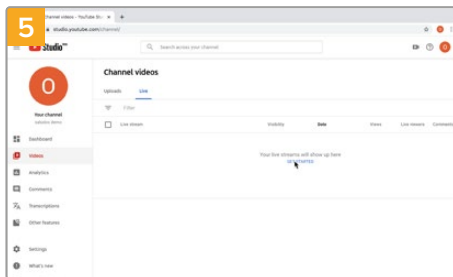 5
Channel videos - YouTube St
studio.youtube.com/channel/
Studio
Search across your channel
O
O
Your channel
Channel videos
Uploads
Live
Filter
Live stream
Visibility
Date
Views
Live viewers
Comments
Your live streams will show up here
GET STARTED
Dashboard
Videos
Analytics
Comments
Transcriptions
Other features
Settings
What's new